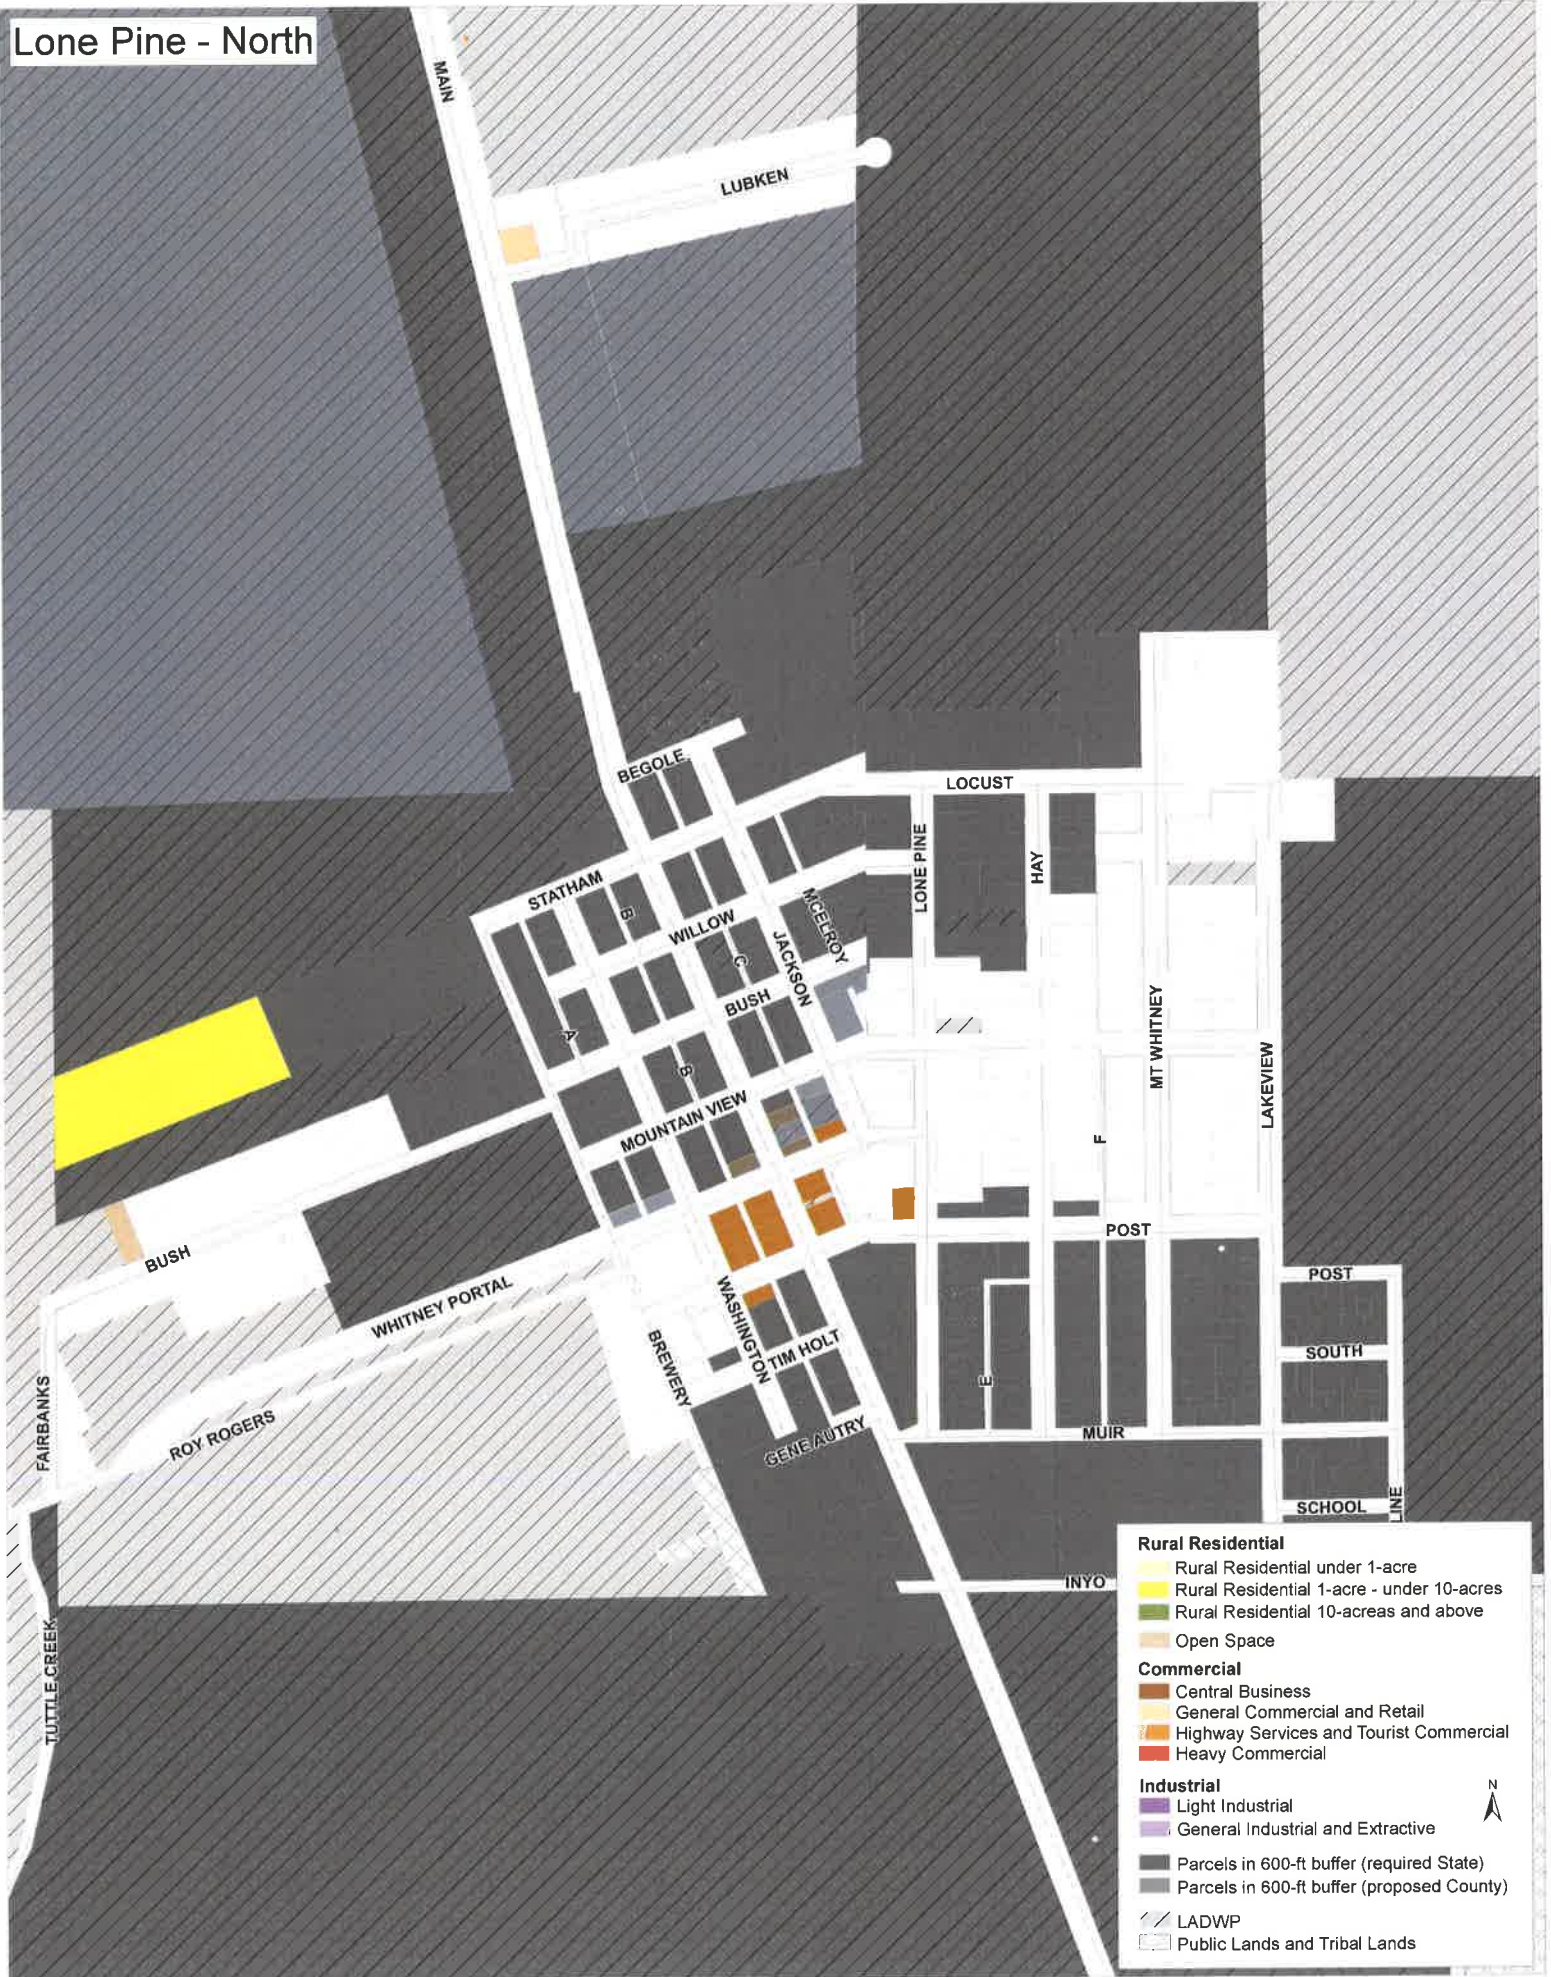 Lone Pine - North
MAIN
LUBKEN
BEGOLE
LOCUST
STATHAM
B
WILLOW
C
JACKSON
MCELROY
LONE PINE
HAY
BUSH
A
B
MT WHITNEY
LAKEVIEW
MOUNTAIN VIEW
F
POST
BUSH
WHITNEY PORTAL
WASHINGTON
BREWERY
TIM HOLT
E
POST
SOUTH
FAIRBANKS
ROY ROGERS
GENE AUTRY
MUIR
SCHOOL
LINE
INYO
TUTTLE CREEK
Rural Residential
Rural Residential under 1-acre
Rural Residential 1-acre - under 10-acres
Rural Residential 10-acreas and above
Open Space
Commercial
Central Business
General Commercial and Retail
Highway Services and Tourist Commercial
Heavy Commercial
Industrial
N
Light Industrial
General Industrial and Extractive
Parcels in 600-ft buffer (required State)
Parcels in 600-ft buffer (proposed County)
LADWP
Public Lands and Tribal Lands